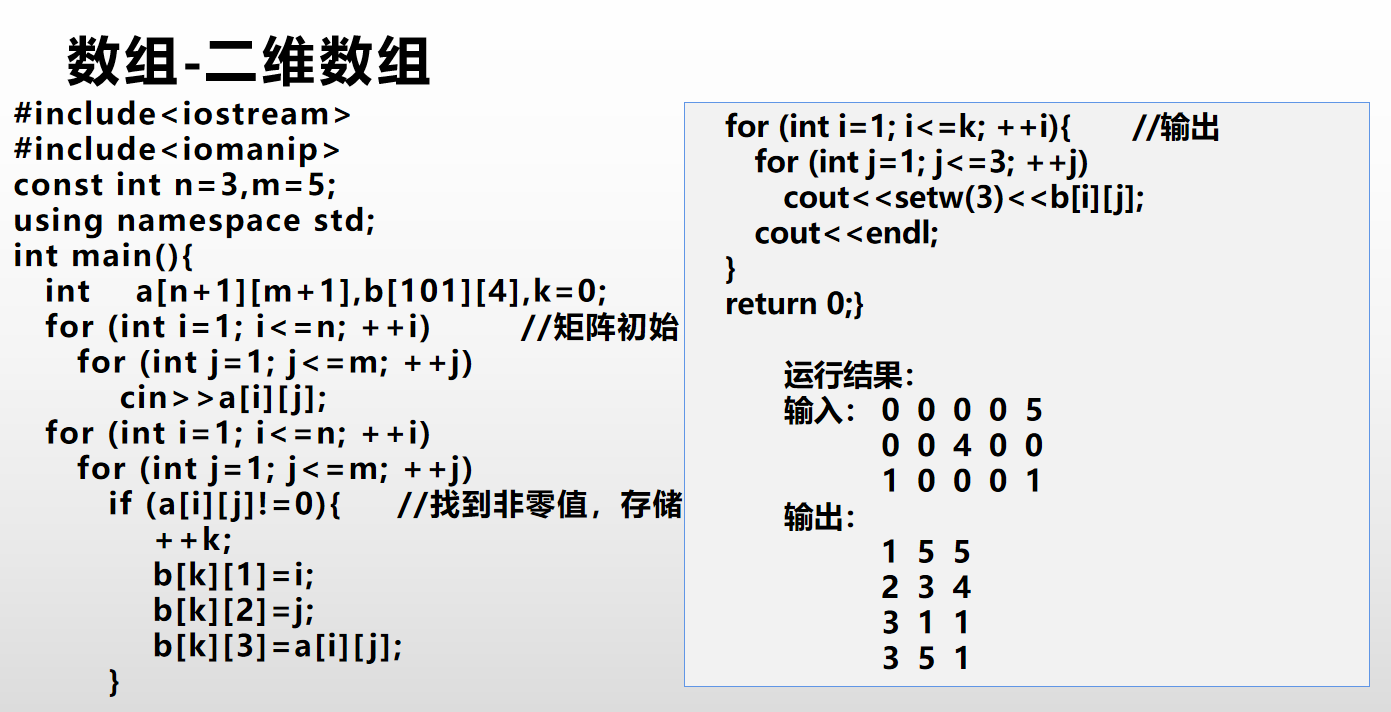 数组-二维数组
#include<iostream>
#include<iomanip>
const int n=3,m=5;
using namespace std;
int main(){
int a[n+1][m+1],b[101][4],k=0;
for (int i=1; i<=n; ++i) //矩阵初始
for (int j=1; j<=m; ++j)
cin>>a[i][j];
for (int i=1; i<=n; ++i)
for (int j=1; j<=m; ++j)
if (a[i][j]!=0){ //找到非零值，存储
++k;
b[k][1]=i;
b[k][2]=j;
b[k][3]=a[i][j];
}
for (int i=1; i<=k; ++i){ //输出
for (int j=1; j<=3; ++j)
cout<<setw(3)<<b[i][j];
cout<<endl;
}
return 0;}
运行结果：
输入： 0 0 0 0 5
0 0 4 0 0
1 0 0 0 1
输出：
1 5 5
2 3 4
3 1 1
3 5 1